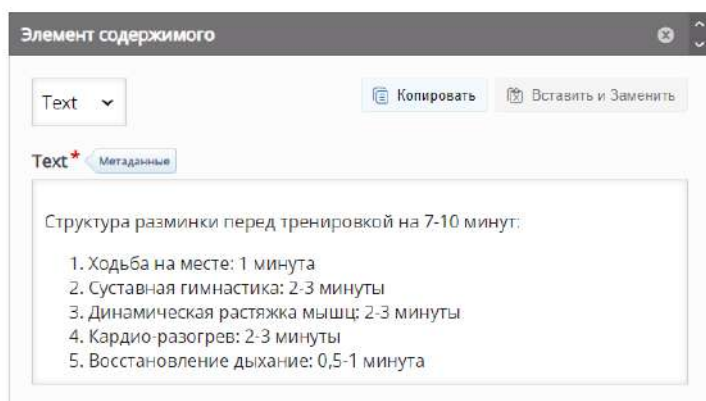 Элемент содержимого
Text
Копировать
Вставить и Заменить
Text*
Метаданные
Структура разминки перед тренировкой на 7-10 минут:
1. Ходьба на месте: 1 минута
2. Суставная гимнастика: 2-3 минуты
3. Динамическая растяжка мышц: 2-3 минуты
4. Кардио-разогрев: 2-3 минуты
5. Восстановление дыхание: 0,5-1 минута